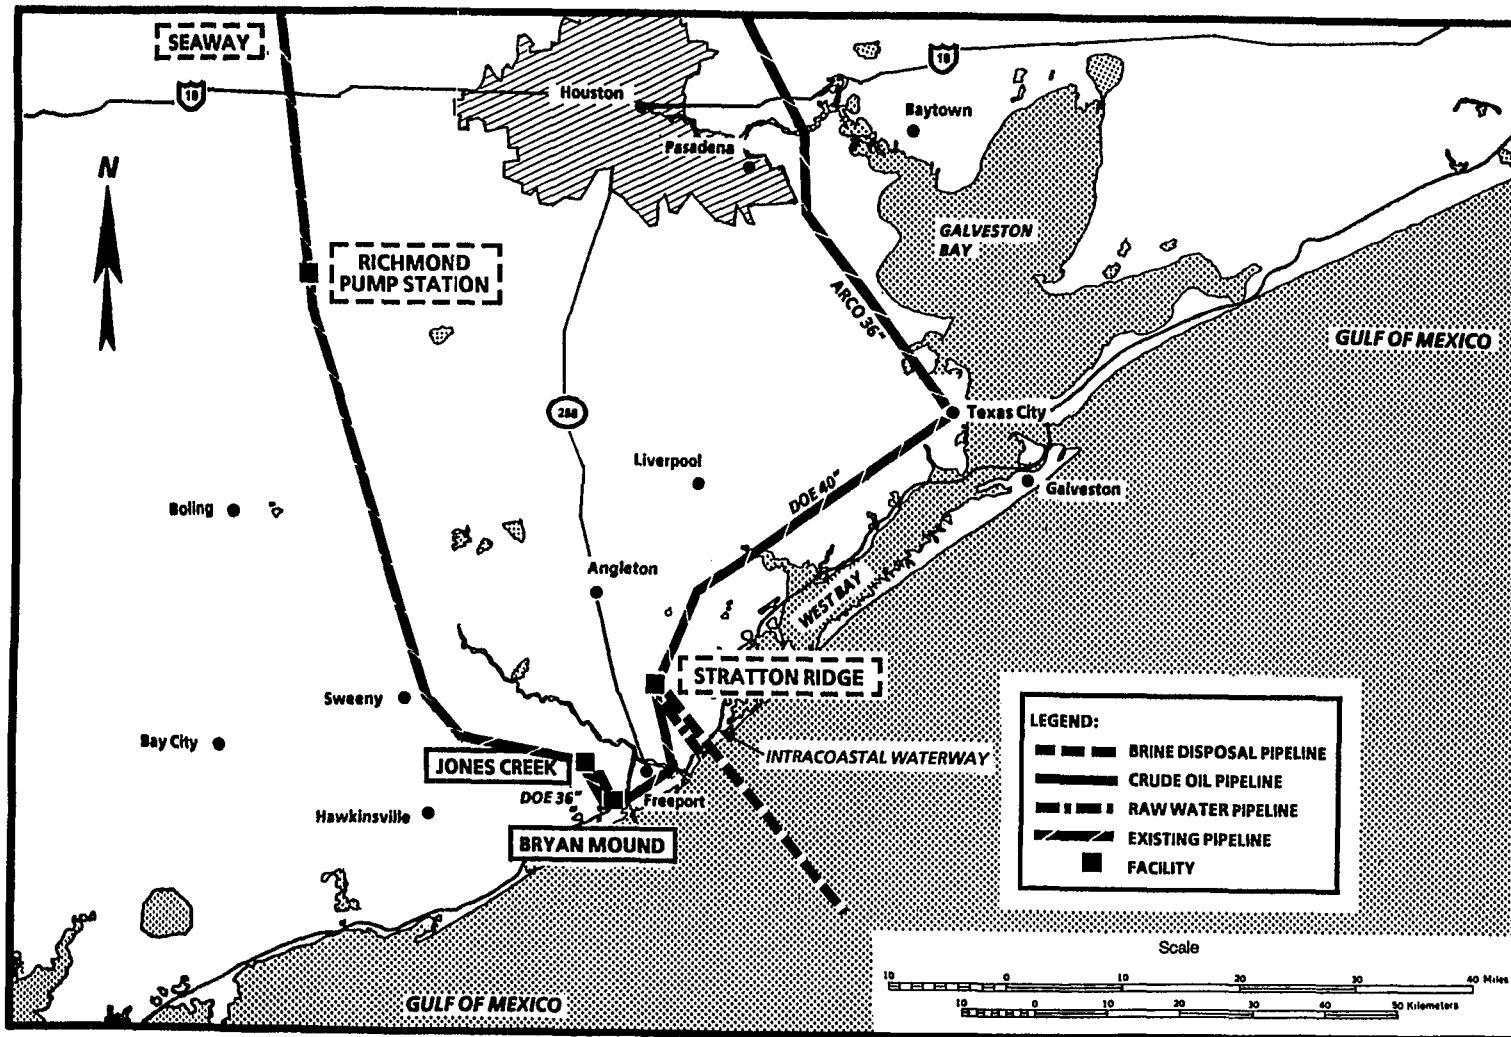 SEAWAY
10
10
Houston
Baytown
Pasadena
N
GALVESTON
BAY
RICHMOND
PUMP STATION
ARCO 36"
GULF OF MEXICO
288
Texas City
Liverpool
DOE 40"
Galveston
Boling
Angleton
WEST BAY
STRATTON RIDGE
Sweeny
Bay City
INTRACOASTAL WATERWAY
JONES CREEK
DOE 36"
Freeport
Hawkinsville
BRYAN MOUND
LEGEND:
BRINE DISPOSAL PIPELINE
CRUDE OIL PIPELINE
RAW WATER PIPELINE
EXISTING PIPELINE
FACILITY
GULF OF MEXICO
Scale
10 0 10 20 30 40 Miles
10 0 10 20 30 40 50 Kilometers